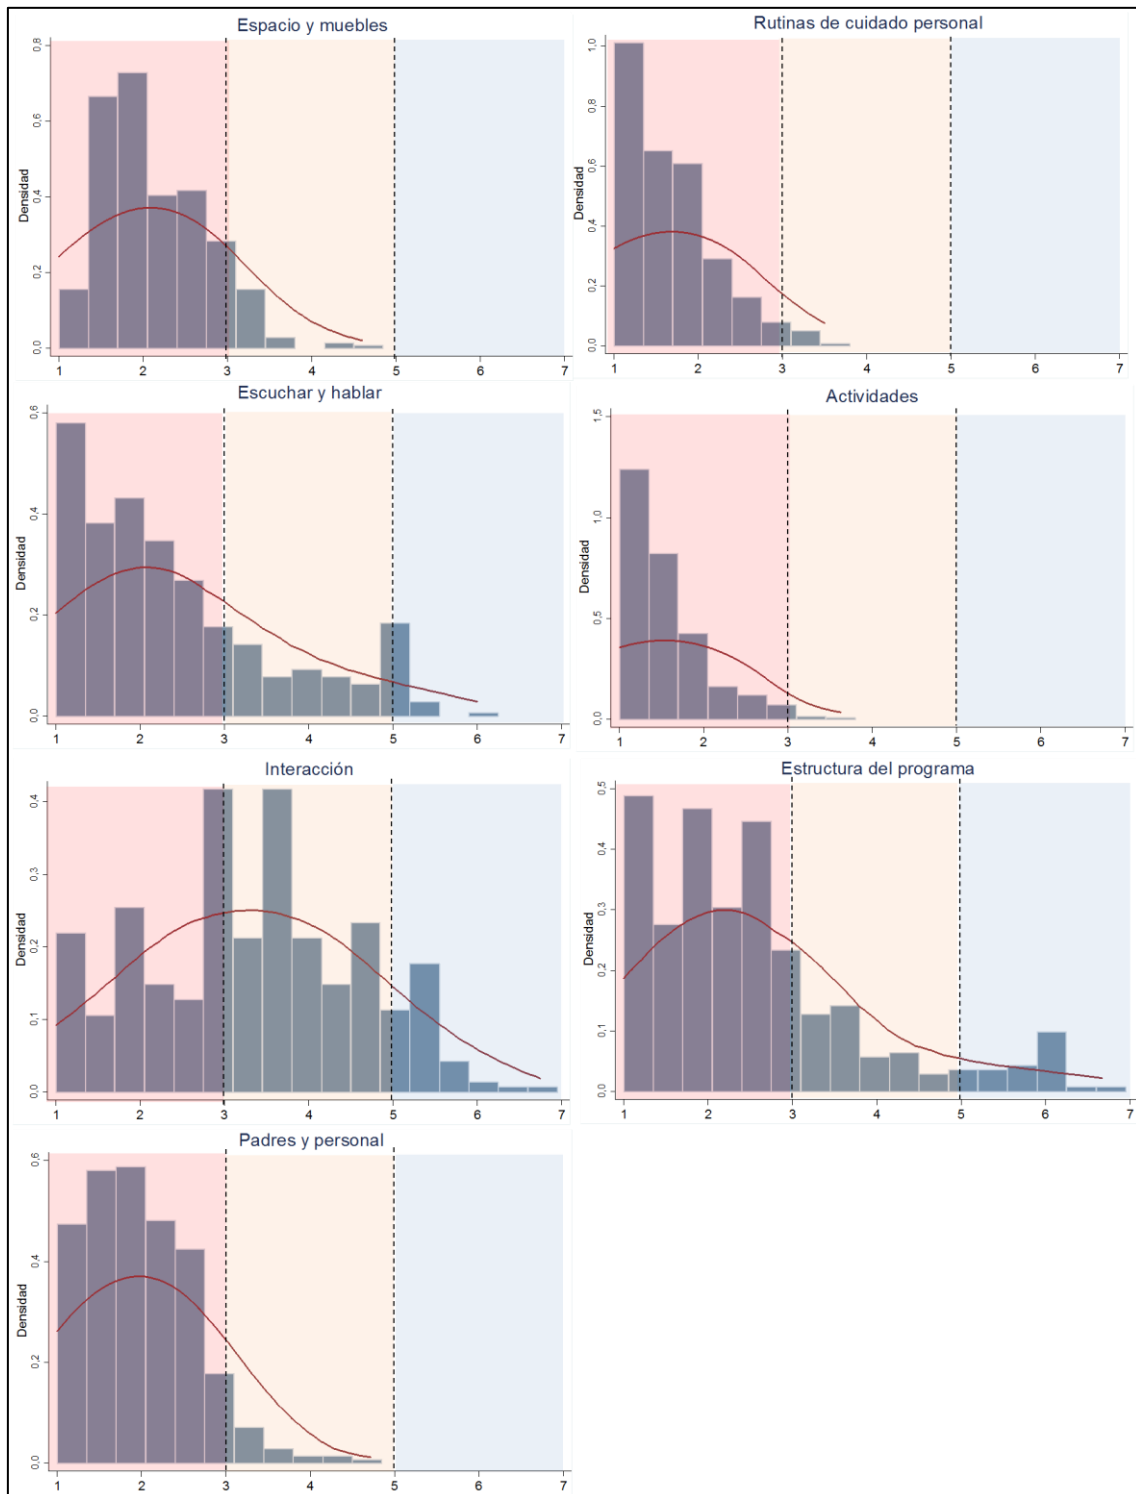 Espacio y muebles
Densidad
0,8
0,6
0,4
0,2
0,0
1 2 3 4 5 6 7
Rutinas de cuidado personal
Densidad
1,0
0,8
0,6
0,4
0,2
0,0
1 2 3 4 5 6 7
Escuchar y hablar
Densidad
0,6
0,4
0,2
0,0
1 2 3 4 5 6 7
Actividades
Densidad
1,5
1,0
0,5
0,0
1 2 3 4 5 6 7
Interacción
Densidad
0,4
0,3
0,2
0,1
0,0
1 2 3 4 5 6 7
Estructura del programa
Densidad
0,5
0,4
0,3
0,2
0,1
0,0
1 2 3 4 5 6 7
Padres y personal
Densidad
0,6
0,4
0,2
0,0
1 2 3 4 5 6 7